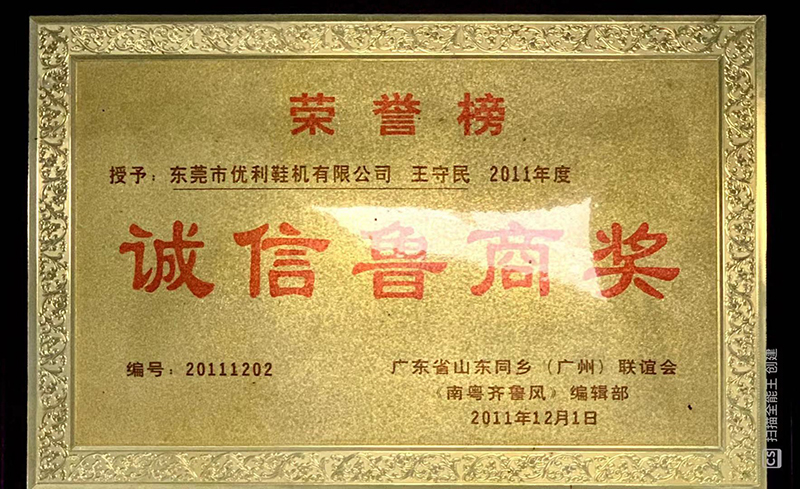 荣誉榜
授予：东莞市优利鞋机有限公司 王守民 2011年度
诚信鲁商奖
编号：20111202
广东省山东同乡（广州）联谊会
《南粤齐鲁风》编辑部
2011年12月1日
CS 扫描全能王 创建